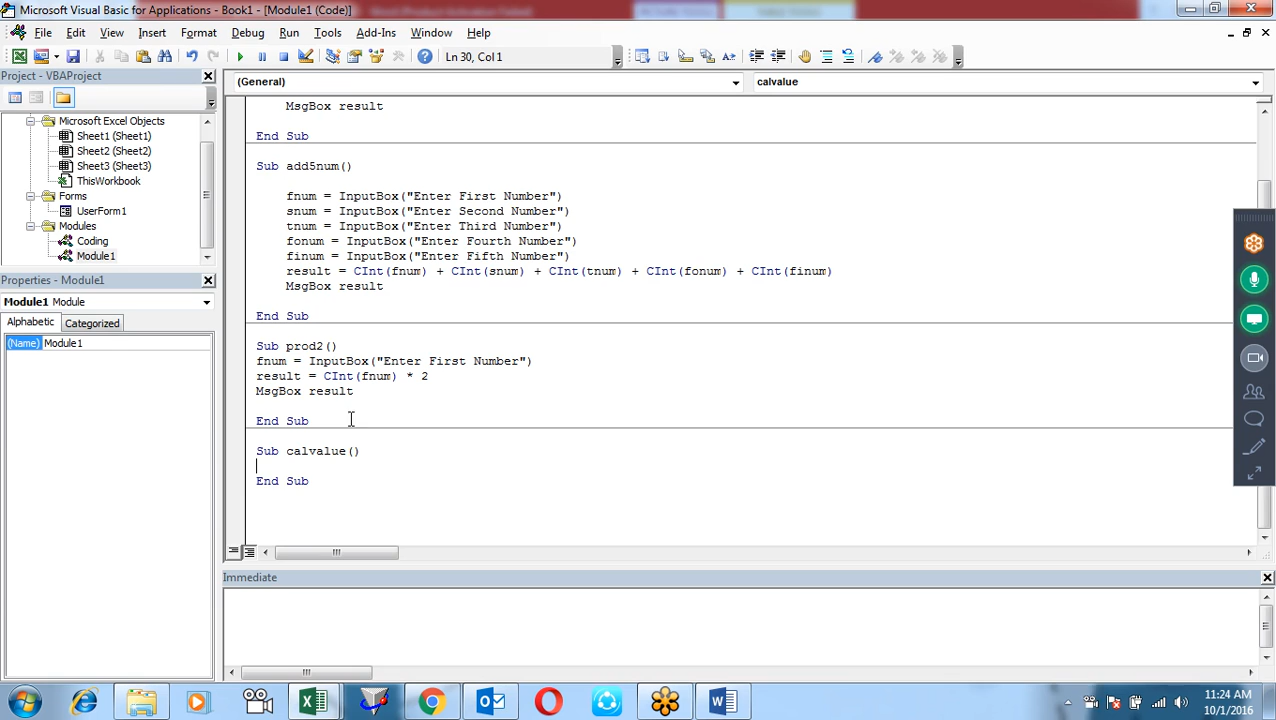 Microsoft Visual Basic for Applications - Book1 - [Module1 (Code)]
File Edit View Insert Format Debug Run Tools Add-Ins Window Help
Ln 30, Col 1
Project - VBAProject
(General)
calvalue
Microsoft Excel Objects
Sheet1 (Sheet1)
Sheet2 (Sheet2)
Sheet3 (Sheet3)
ThisWorkbook
Forms
UserForm1
Modules
Coding
Module1
Properties - Module1
Module1 Module
Alphabetic Categorized
(Name) Module1
MsgBox result
End Sub
Sub add5num()
fnum = InputBox("Enter First Number")
snum = InputBox("Enter Second Number")
tnum = InputBox("Enter Third Number")
fonum = InputBox("Enter Fourth Number")
finum = InputBox("Enter Fifth Number")
result = CInt(fnum) + CInt(snum) + CInt(tnum) + CInt(fonum) + CInt(finum)
MsgBox result
End Sub
Sub prod2()
fnum = InputBox("Enter First Number")
result = CInt(fnum) * 2
MsgBox result
End Sub
Sub calvalue()
End Sub
Immediate
11:24 AM
10/1/2016